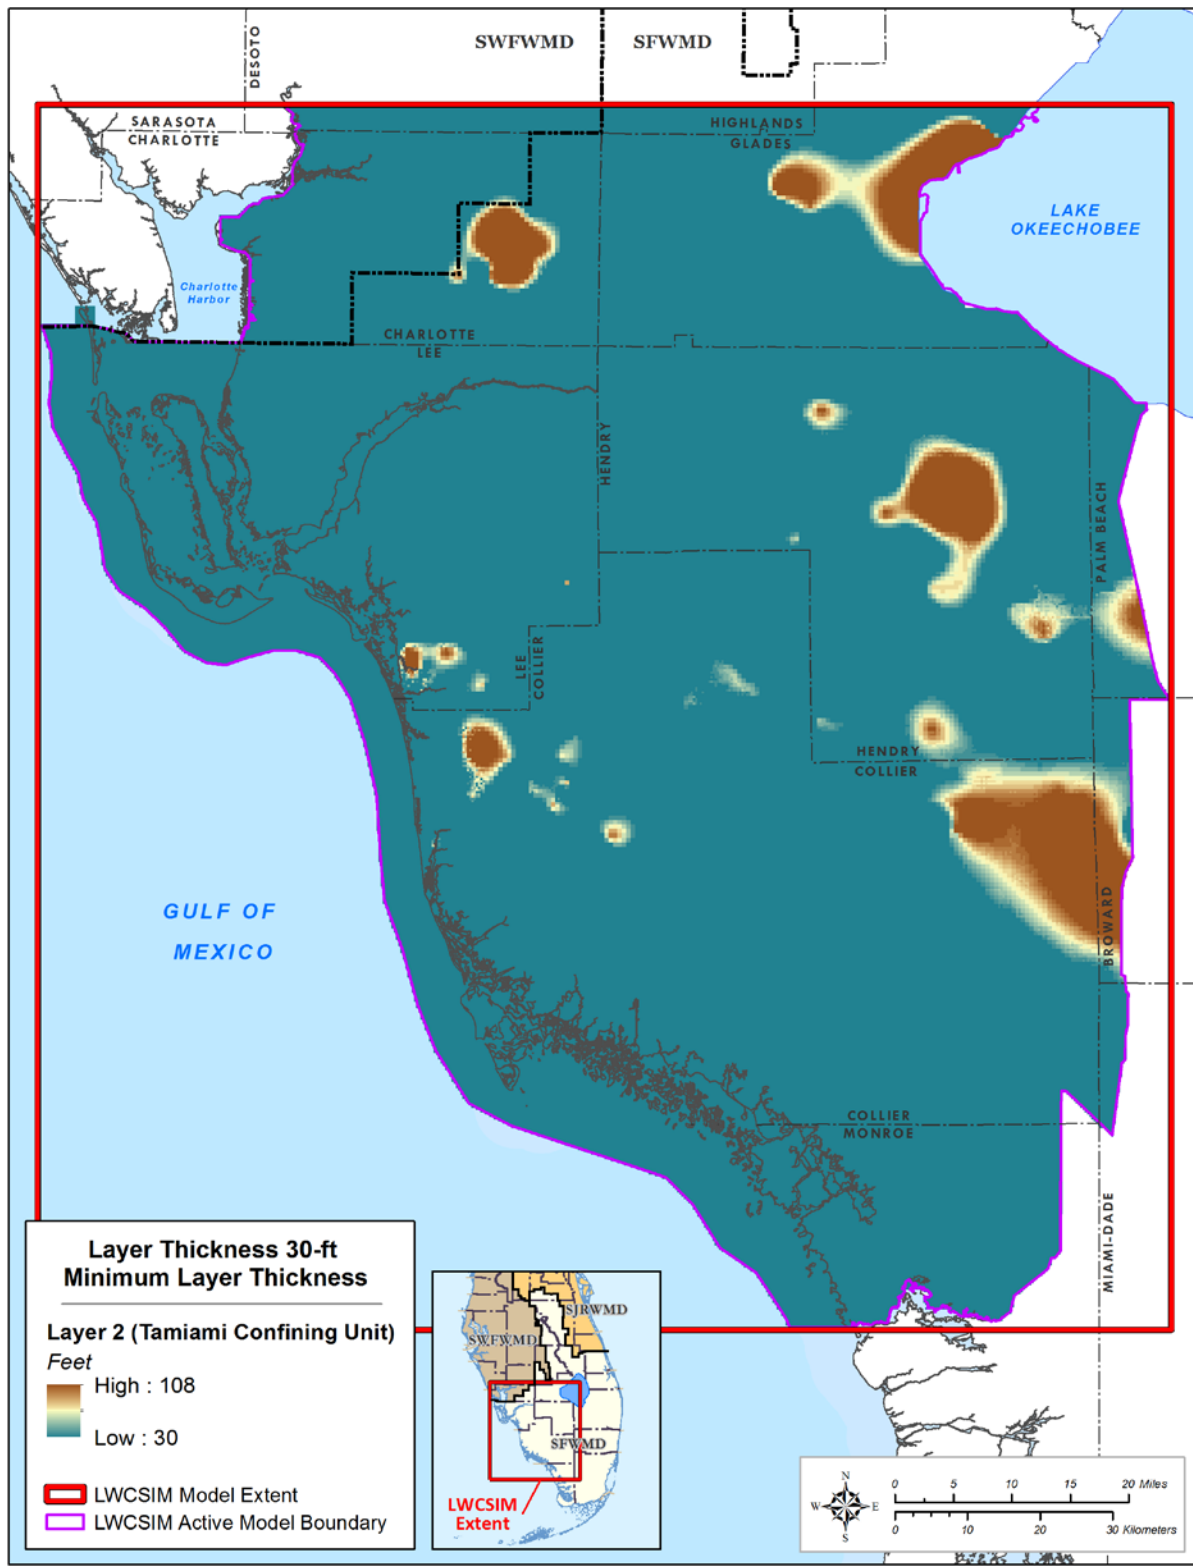 SWFWMD
SFWMD
DESOTO
SARASOTA
CHARLOTTE
HIGHLANDS
GLADES
LAKE
OKEECHOBEE
Charlotte
Harbor
CHARLOTTE
LEE
HENDRY
PALM BEACH
LEE
COLLIER
HENDRY
COLLIER
GULF OF
MEXICO
BROWARD
COLLIER
MONROE
MIAMI-DADE
Layer Thickness 30-ft
Minimum Layer Thickness
Layer 2 (Tamiami Confining Unit)
Feet
High : 108
Low : 30
LWCSIM Model Extent
LWCSIM Active Model Boundary
SJRWMD
SWFWMD
SFWMD
LWCSIM
Extent
N
W E
S
0 5 10 15 20 Miles
0 10 20 30 Kilometers